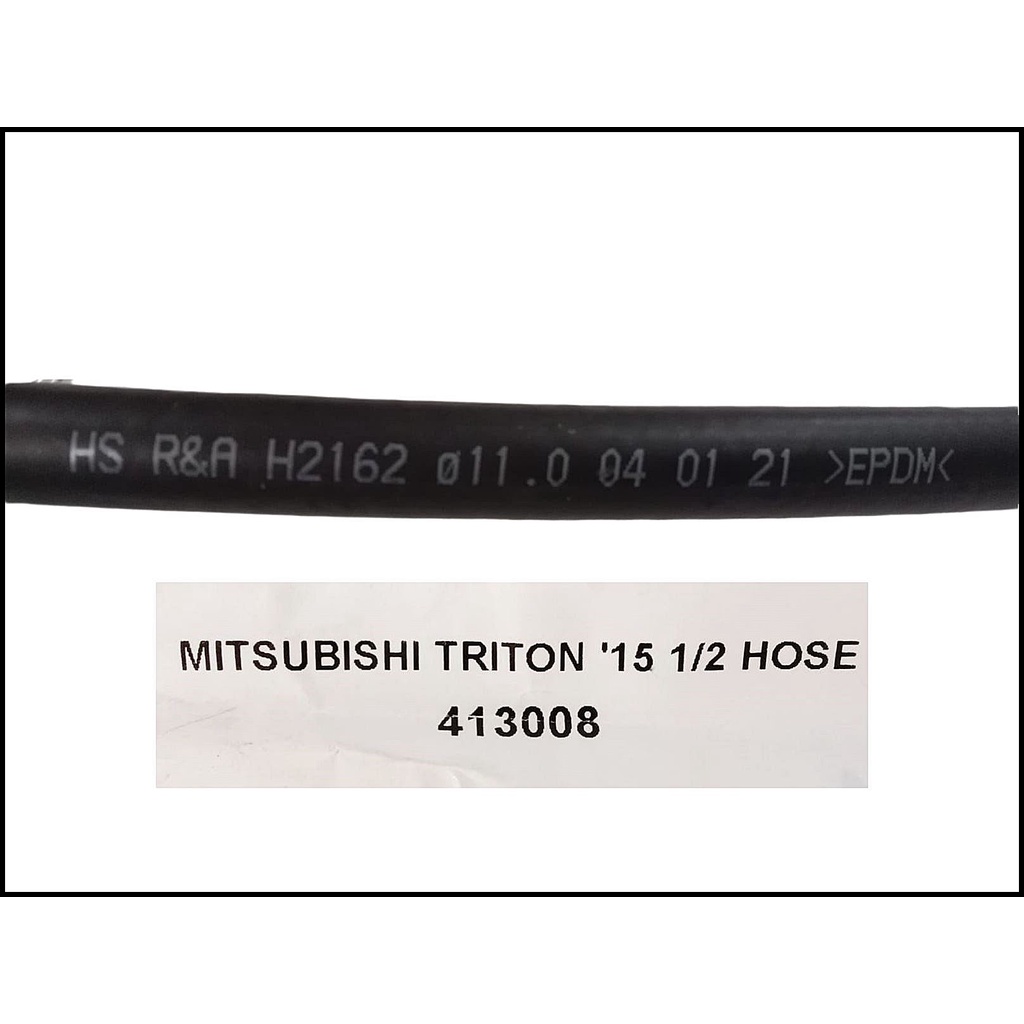 HS R&A H2162 ø11.0 04 01 21 >EPDM<
MITSUBISHI TRITON '15 1/2 HOSE
413008